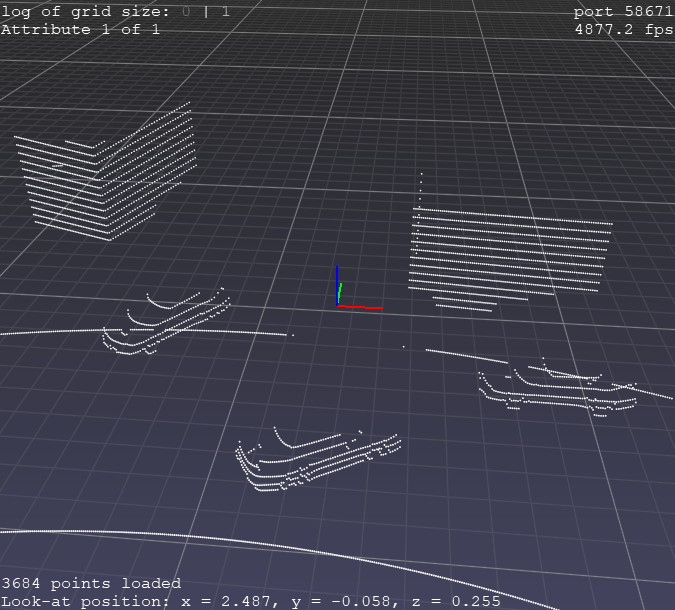 log of grid size: 0 | 1
port 58671
Attribute 1 of 1
4877.2 fps
3684 points loaded
Look-at position: x = 2.487, y = -0.058, z = 0.255